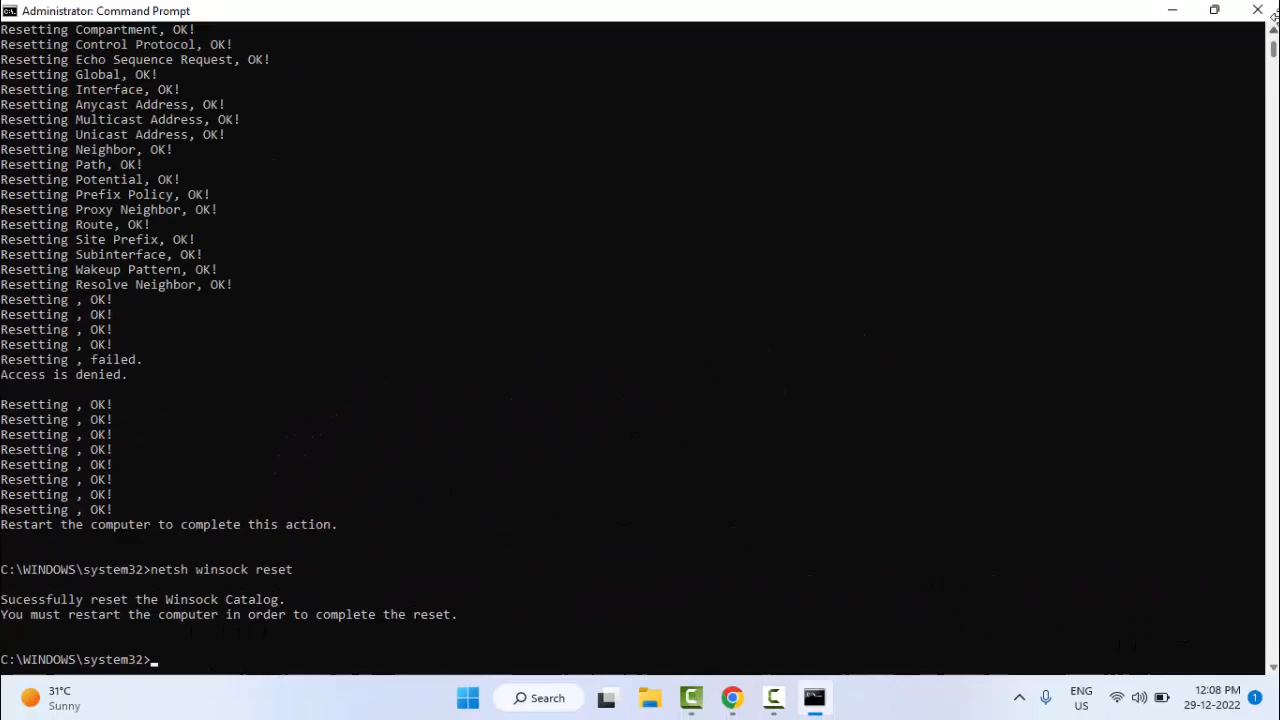 Administrator: Command Prompt
Resetting Compartment, OK!
Resetting Control Protocol, OK!
Resetting Echo Sequence Request, OK!
Resetting Global, OK!
Resetting Interface, OK!
Resetting Anycast Address, OK!
Resetting Multicast Address, OK!
Resetting Unicast Address, OK!
Resetting Neighbor, OK!
Resetting Path, OK!
Resetting Potential, OK!
Resetting Prefix Policy, OK!
Resetting Proxy Neighbor, OK!
Resetting Route, OK!
Resetting Site Prefix, OK!
Resetting Subinterface, OK!
Resetting Wakeup Pattern, OK!
Resetting Resolve Neighbor, OK!
Resetting , OK!
Resetting , OK!
Resetting , OK!
Resetting , OK!
Resetting , failed.
Access is denied.
Resetting , OK!
Resetting , OK!
Resetting , OK!
Resetting , OK!
Resetting , OK!
Resetting , OK!
Resetting , OK!
Resetting , OK!
Restart the computer to complete this action.
C:\WINDOWS\system32>netsh winsock reset
Sucessfully reset the Winsock Catalog.
You must restart the computer in order to complete the reset.
C:\WINDOWS\system32>
31°C
Sunny
Search
ENG
US
12:08 PM
29-12-2022
1